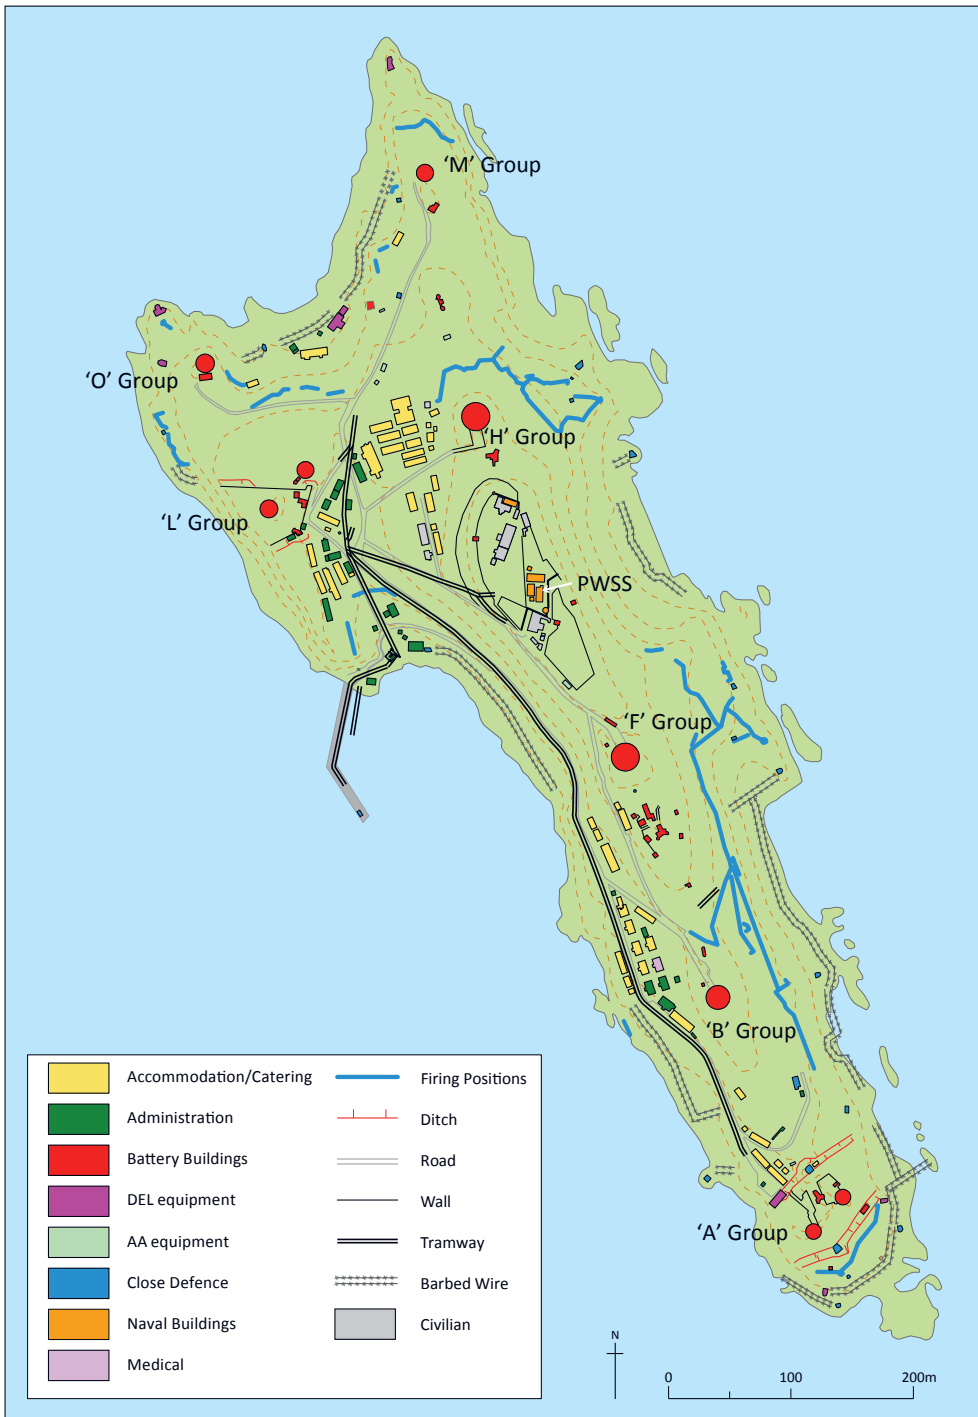 ‘M’ Group
‘O’ Group
‘H’ Group
‘L’ Group
PWSS
‘F’ Group
‘B’ Group
‘A’ Group
Accommodation/Catering
Administration
Battery Buildings
DEL equipment
AA equipment
Close Defence
Naval Buildings
Medical
Firing Positions
Ditch
Road
Wall
Tramway
Barbed Wire
Civilian
N
0 100 200m